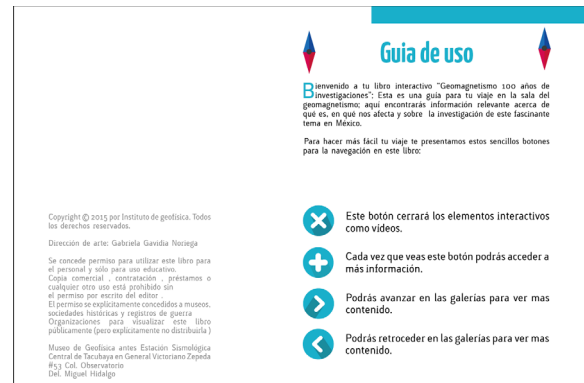 Copyright © 2015 por Instituto de geofísica. Todos
los derechos reservados.
Dirección de arte: Gabriela Gavidia Noriega
Se concede permiso para utilizar este libro para
el personal y sólo para uso educativo.
Copia comercial , contratación , préstamos o
cualquier otro uso está prohibido sin
el permiso por escrito del editor .
El permiso se explícitamente concedidos a museos,
sociedades históricas y registros de guerra
Organizaciones para visualizar este libro
públicamente (pero explícitamente no distribuirla )
Museo de Geofísica antes Estación Sismológica
Central de Tacubaya en General Victoriano Zepeda
#53 Col. Observatorio
Del. Miguel Hidalgo
Guia de uso
Bienvenido a tu libro interactivo "Geomagnetismo 100 años de
investigaciones"; Esta es una guía para tu viaje en la sala del
geomagnetismo; aquí encontrarás información relevante acerca de
qué es, en qué nos afecta y sobre la investigación de este fascinante
tema en México.
Para hacer más fácil tu viaje te presentamos estos sencillos botones
para la navegación en este libro:
Este botón cerrará los elementos interactivos
como vídeos.
Cada vez que veas este botón podrás acceder a
más información.
Podrás avanzar en las galerías para ver mas
contenido.
Podrás retroceder en las galerías para ver mas
contenido.